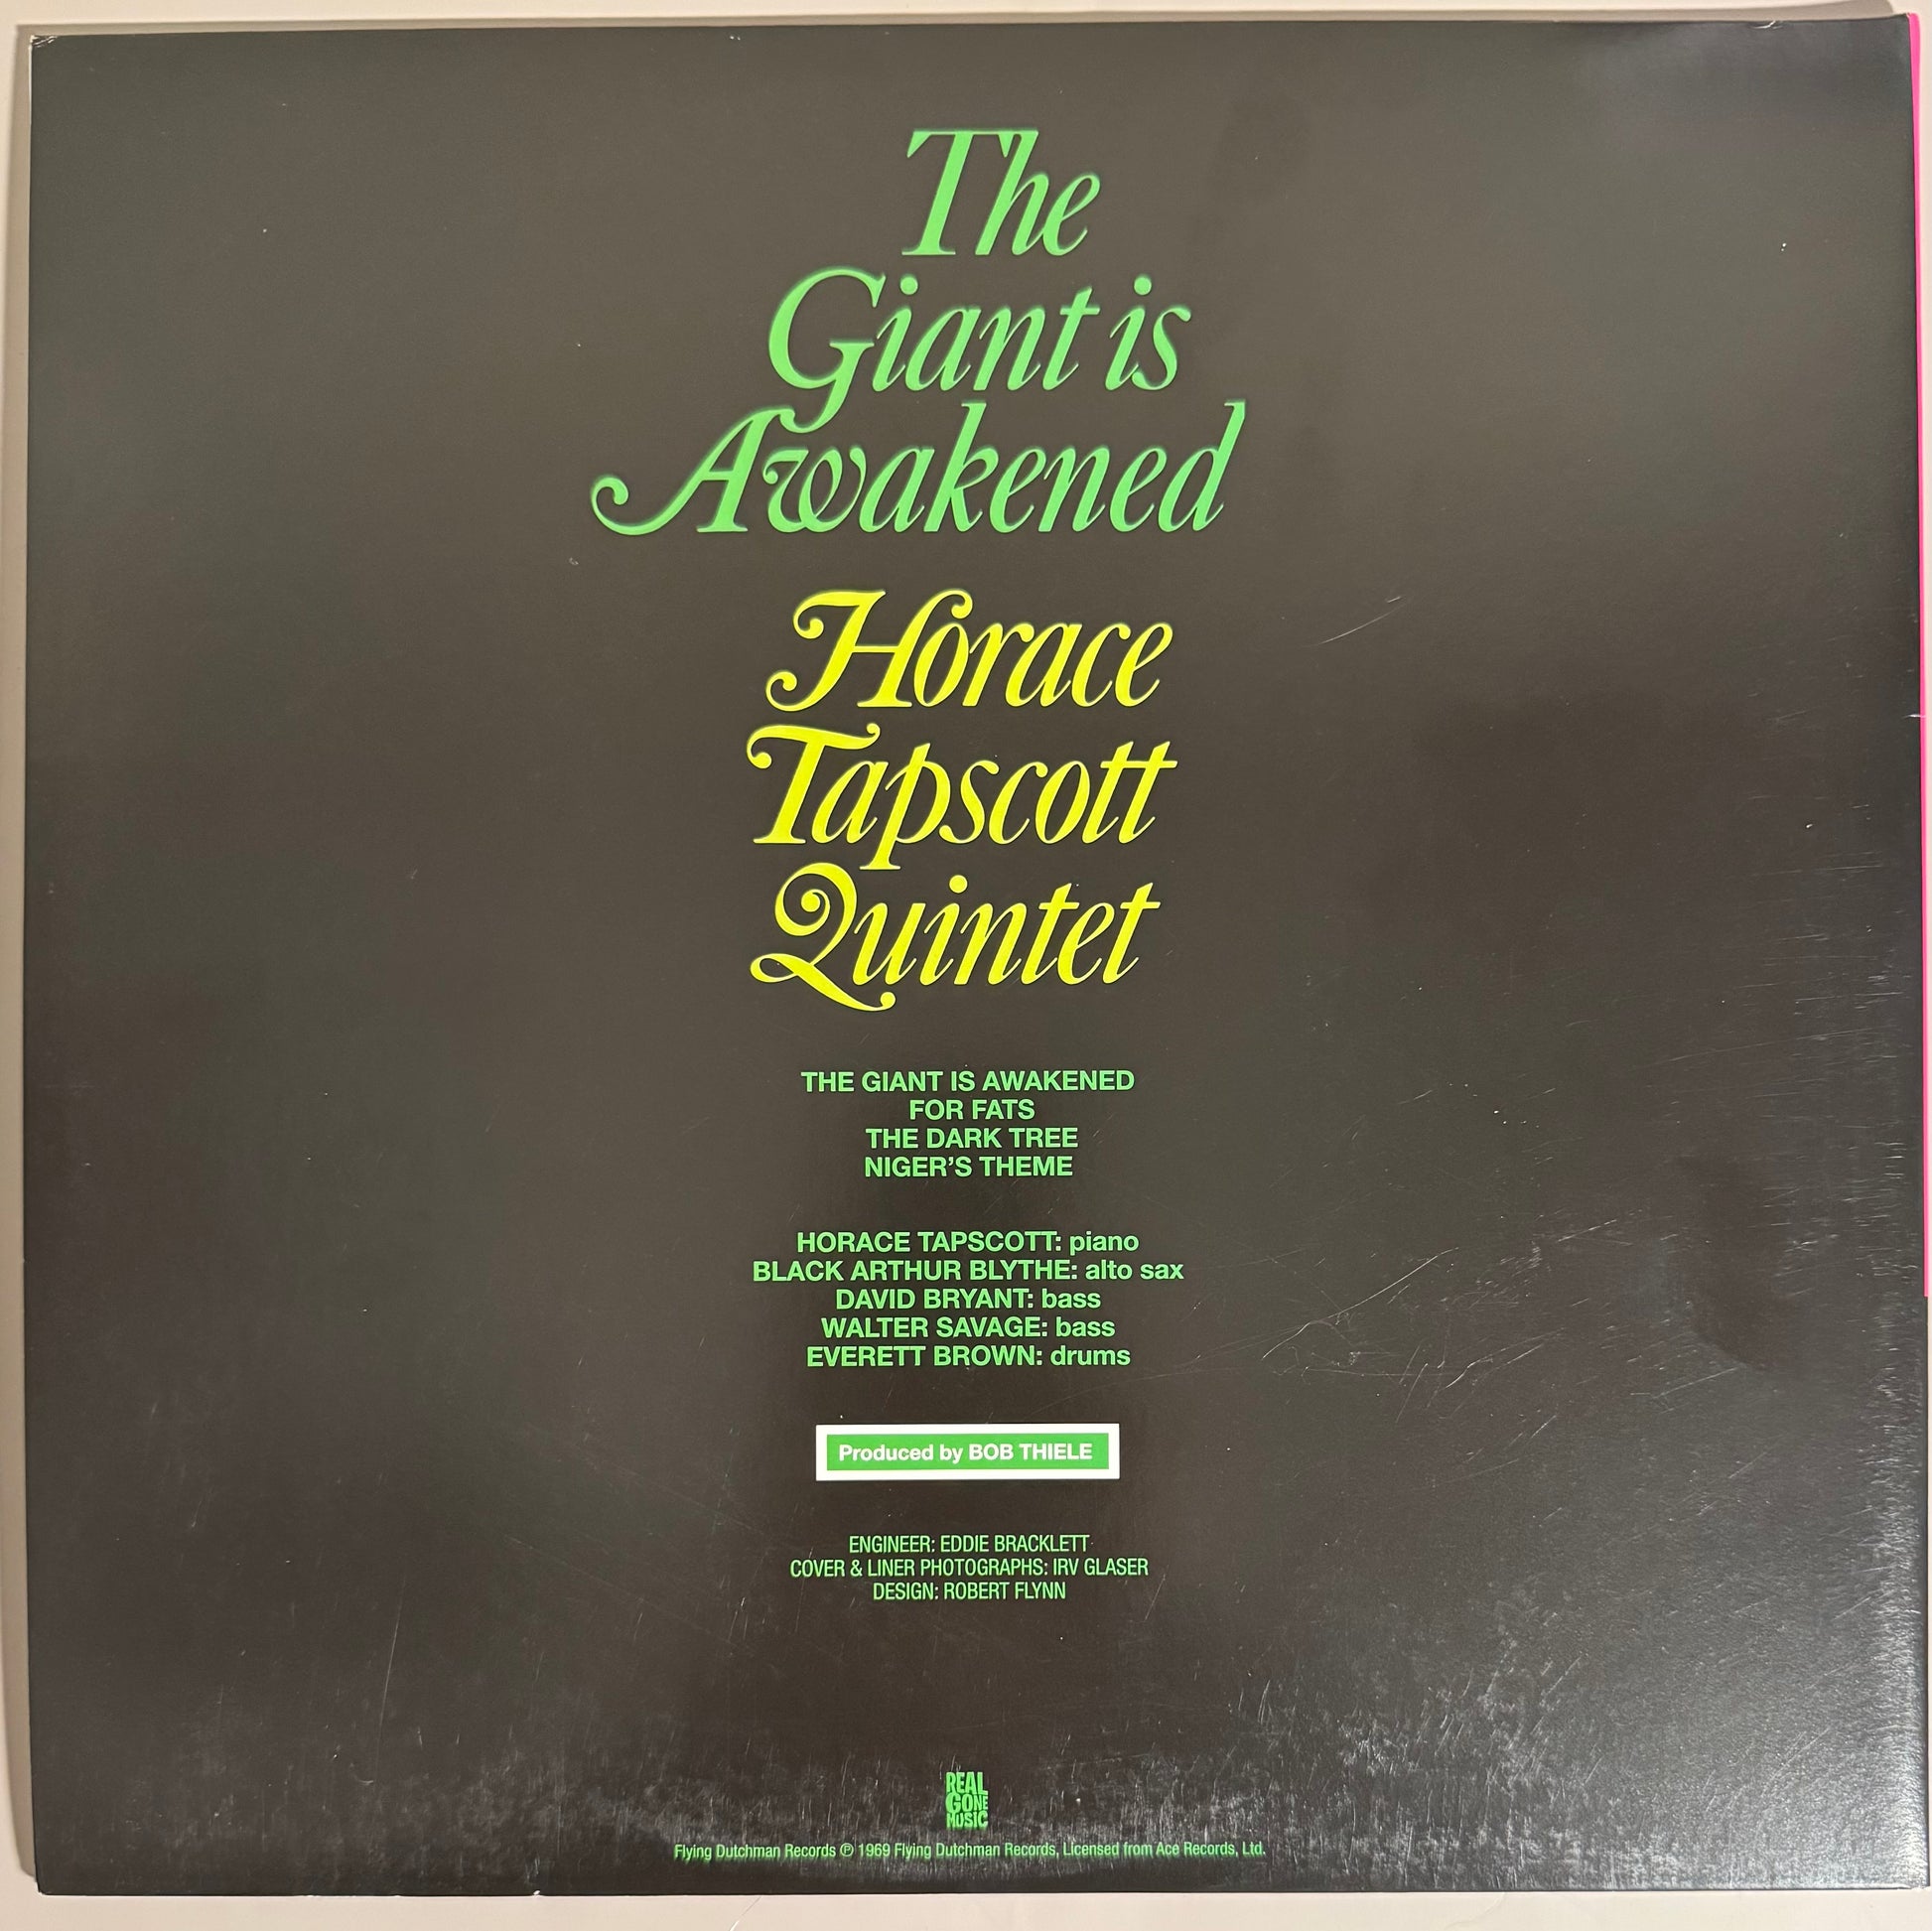 The
Giant is
Awakened
Horace
Tapscott
Quintet
THE GIANT IS AWAKENED
FOR FATS
THE DARK TREE
NIGER'S THEME
HORACE TAPSCOTT: piano
BLACK ARTHUR BLYTHE: alto sax
DAVID BRYANT: bass
WALTER SAVAGE: bass
EVERETT BROWN: drums
Produced by BOB THIELE
ENGINEER: EDDIE BRACKLETT
COVER & LINER PHOTOGRAPHS: IRV GLASER
DESIGN: ROBERT FLYNN
REAL
GONE
MUSIC
Flying Dutchman Records ℗ 1969 Flying Dutchman Records, Licensed from Ace Records, Ltd.